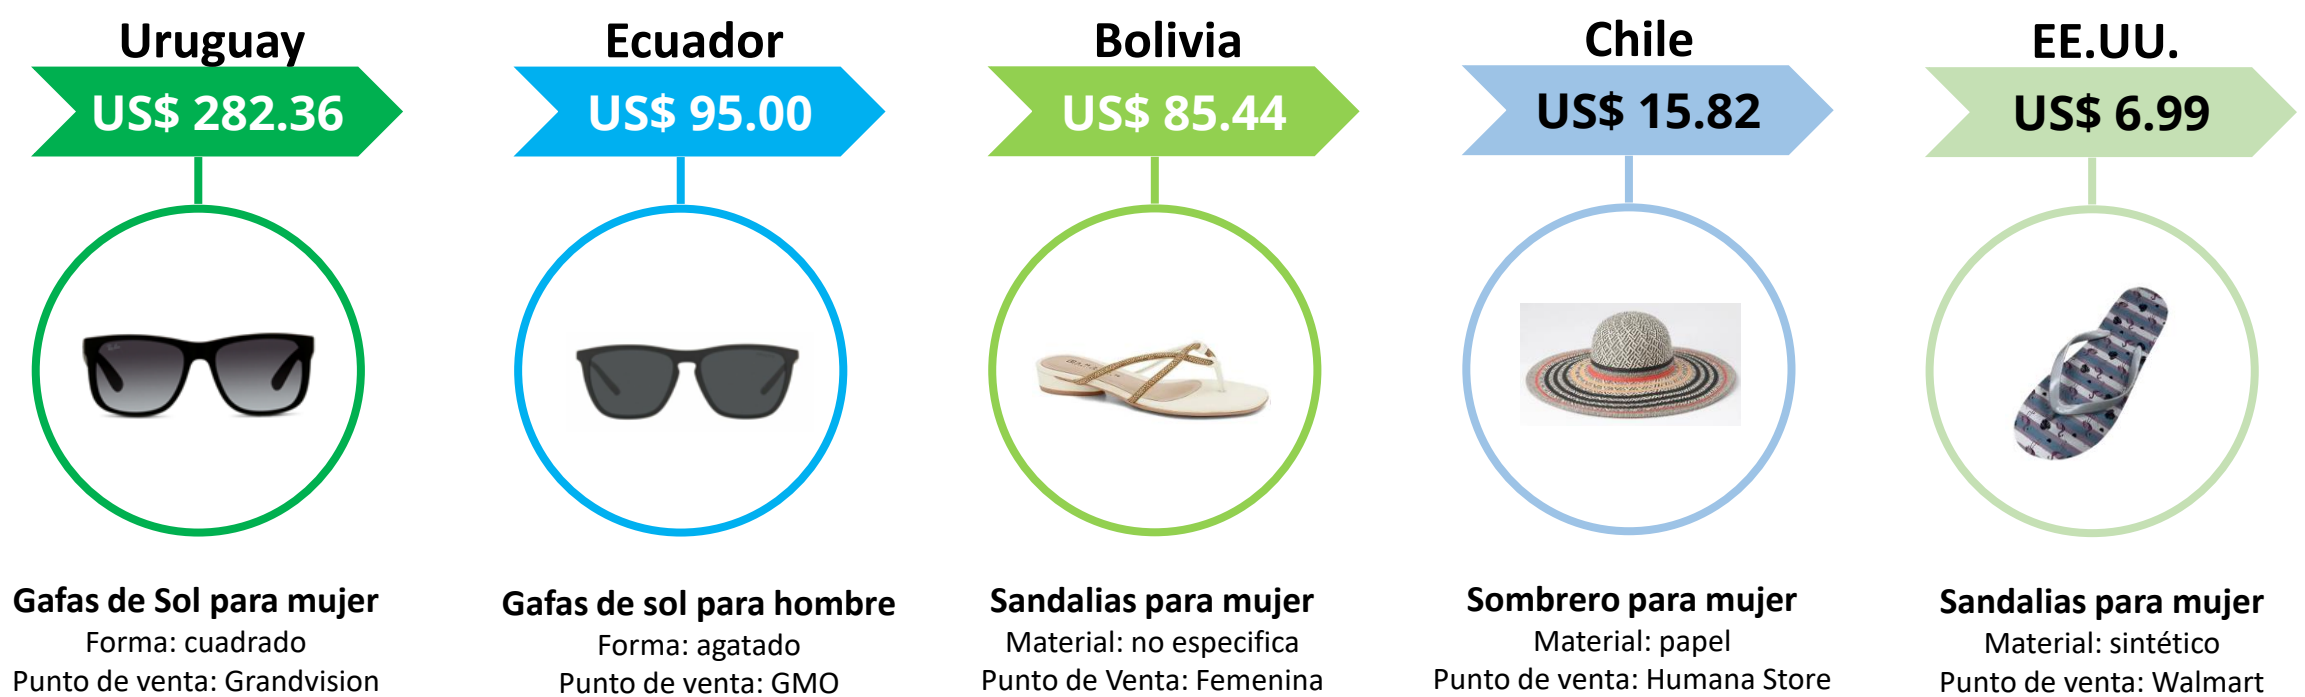 Uruguay
US$ 282.36
Gafas de Sol para mujer
Forma: cuadrado
Punto de venta: Grandvision
Ecuador
US$ 95.00
Gafas de sol para hombre
Forma: agatado
Punto de venta: GMO
Bolivia
US$ 85.44
Sandalias para mujer
Material: no especifica
Punto de Venta: Femenina
Chile
US$ 15.82
Sombrero para mujer
Material: papel
Punto de venta: Humana Store
EE.UU.
US$ 6.99
Sandalias para mujer
Material: sintético
Punto de venta: Walmart